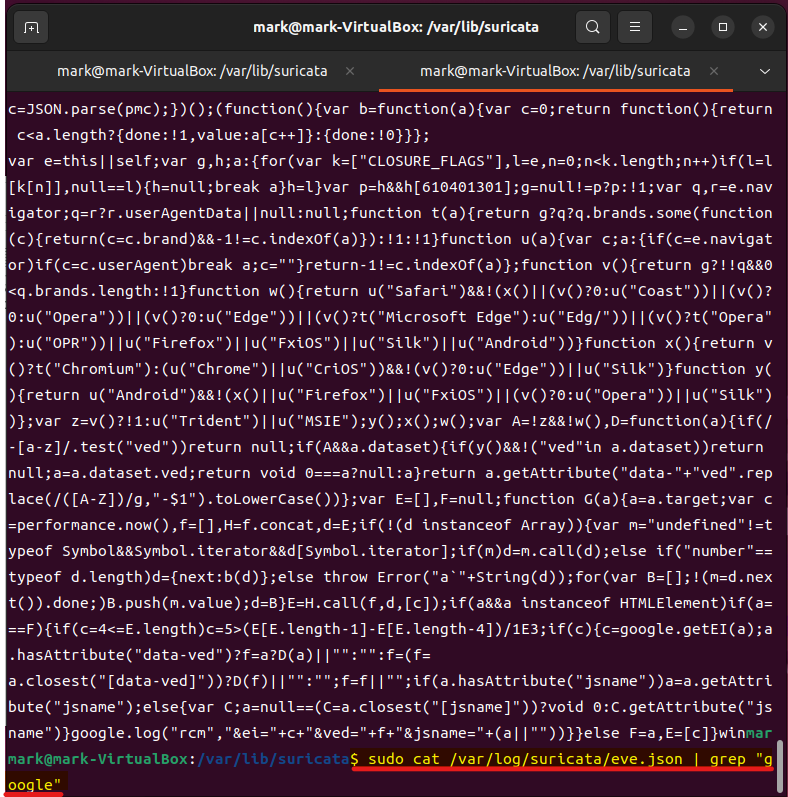 mark@mark-VirtualBox: /var/lib/suricata
mark@mark-VirtualBox: /var/lib/suricata
mark@mark-VirtualBox: /var/lib/suricata
c=JSON.parse(pmc);})();(function(){var b=function(a){var c=0;return function(){return
 c<a.length?{done:!1,value:a[c++]}:{done:!0}}};
var e=this||self;var g,h;a:{for(var k=["CLOSURE_FLAGS"],l=e,n=0;n<k.length;n++)if(l=l
[k[n]],null==l){h=null;break a}h=l}var p=h&&h[610401301];g=null!=p?p:!1;var q,r=e.nav
igator;q=r?r.userAgentData||null:null;function t(a){return g?q?q.brands.some(function
(c){return(c=c.brand)&&-1!=c.indexOf(a)}):!1:!1}function u(a){var c;a:{if(c=e.navigat
or)if(c=c.userAgent)break a;c=""}return-1!=c.indexOf(a)};function v(){return g?!!q&&0
<q.brands.length:!1}function w(){return u("Safari")&&!(x()||(v()?0:u("Coast"))||(v()?
0:u("Opera"))||(v()?0:u("Edge"))||(v()?t("Microsoft Edge"):u("Edg/"))||(v()?t("Opera"
):u("OPR"))||u("Firefox")||u("FxiOS")||u("Silk")||u("Android"))}function x(){return v
()?t("Chromium"):(u("Chrome")||u("CriOS"))&&!(v()?0:u("Edge"))||u("Silk")}function y(
){return u("Android")&&!(x()||u("Firefox")||u("FxiOS")||(v()?0:u("Opera"))||u("Silk")
)};var z=v()?!1:u("Trident")||u("MSIE");y();x();w();var A=!z&&!w(),D=function(a){if(/
-[a-z]/.test("ved"))return null;if(A&&a.dataset){if(y()&&!("ved"in a.dataset))return 
null;a=a.dataset.ved;return void 0===a?null:a}return a.getAttribute("data-"+"ved".rep
lace(/([A-Z])/g,"-$1").toLowerCase())};var E=[],F=null;function G(a){a=a.target;var c
=performance.now(),f=[],H=f.concat,d=E;if(!(d instanceof Array)){var m="undefined"!=t
ypeof Symbol&&Symbol.iterator&&d[Symbol.iterator];if(m)d=m.call(d);else if("number"==
typeof d.length)d={next:b(d)};else throw Error("a`"+String(d));for(var B=[];!(m=d.nex
t()).done;)B.push(m.value);d=B}E=H.call(f,d,[c]);if(a&&a instanceof HTMLElement)if(a=
==F){if(c=4<=E.length)c=5>(E[E.length-1]-E[E.length-4])/1E3;if(c){c=google.getEI(a);a
.hasAttribute("data-ved")?f=a?D(a)||"":"":f=(f=
a.closest("[data-ved]"))?D(f)||"":"";f=f||"";if(a.hasAttribute("jsname"))a=a.getAttri
bute("jsname");else{var C;a=null==(C=a.closest("[jsname]"))?void 0:C.getAttribute("js
name")}google.log("rcm","&ei="+c+"&ved="+f+"&jsname="+(a||""))}}else F=a,E=[c]}winmar
mark@mark-VirtualBox:/var/lib/suricata$ sudo cat /var/log/suricata/eve.json | grep "g
oogle"